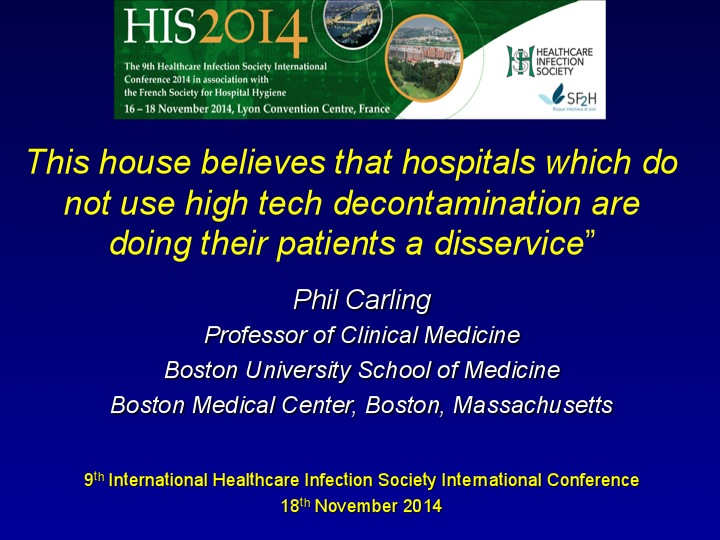 HIS2014
The 9th Healthcare Infection Society International
Conference 2014 in association with
the French Society for Hospital Hygiene
16 – 18 November 2014, Lyon Convention Centre, France
HEALTHCARE
INFECTION
SOCIETY
SF2H
This house believes that hospitals which do
not use high tech decontamination are
doing their patients a disservice”
Phil Carling
Professor of Clinical Medicine
Boston University School of Medicine
Boston Medical Center, Boston, Massachusetts
9th International Healthcare Infection Society International Conference
18th November 2014